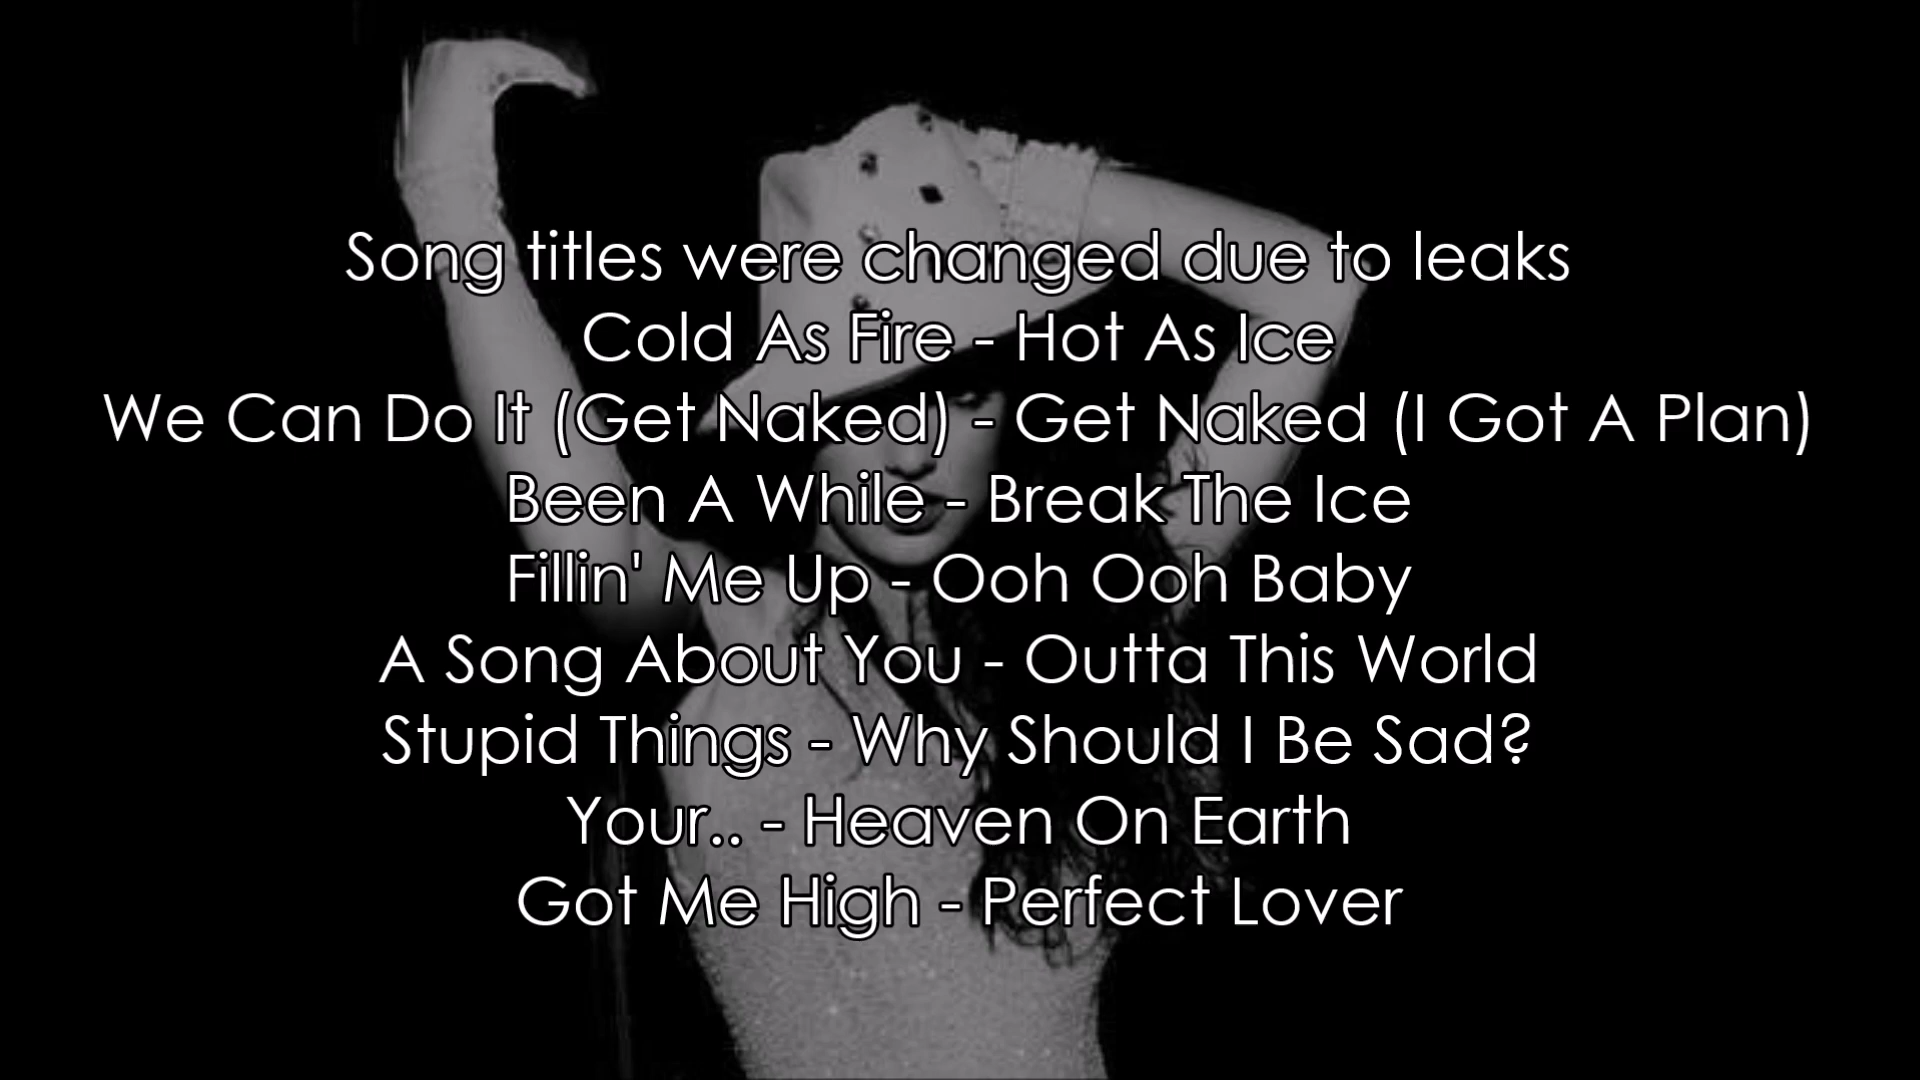 Song titles were changed due to leaks
Cold As Fire - Hot As Ice
We Can Do It (Get Naked) - Get Naked (I Got A Plan)
Been A While - Break The Ice
Fillin' Me Up - Ooh Ooh Baby
A Song About You - Outta This World
Stupid Things - Why Should I Be Sad?
Your.. - Heaven On Earth
Got Me High - Perfect Lover